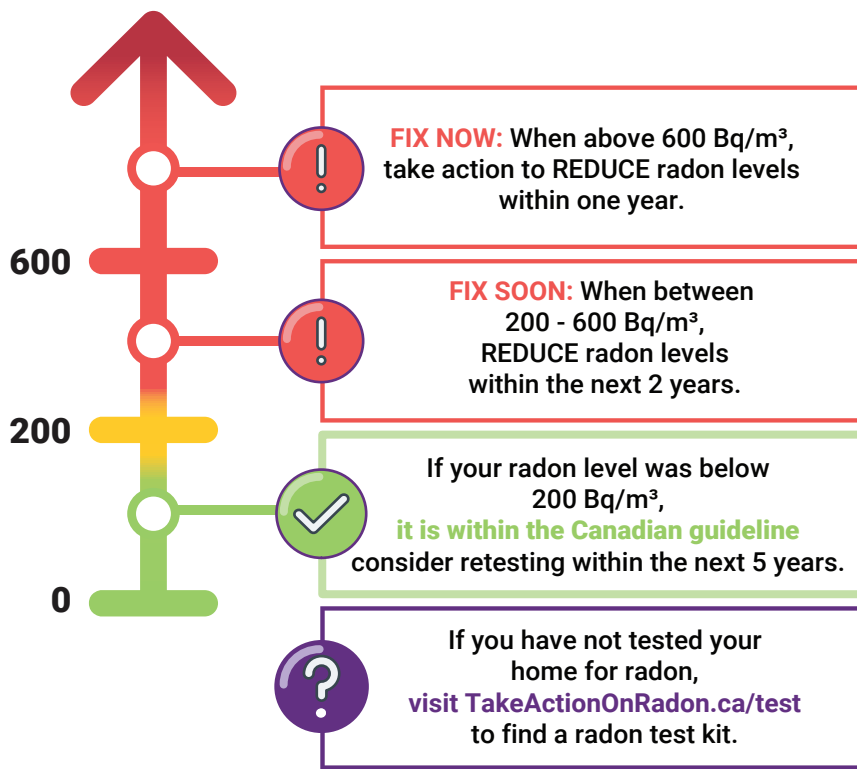 FIX NOW: When above 600 Bq/m³,
take action to REDUCE radon levels
within one year.
600
FIX SOON: When between
200 - 600 Bq/m³,
REDUCE radon levels
within the next 2 years.
200
If your radon level was below
200 Bq/m³,
it is within the Canadian guideline
consider retesting within the next 5 years.
0
If you have not tested your
home for radon,
visit TakeActionOnRadon.ca/test
to find a radon test kit.